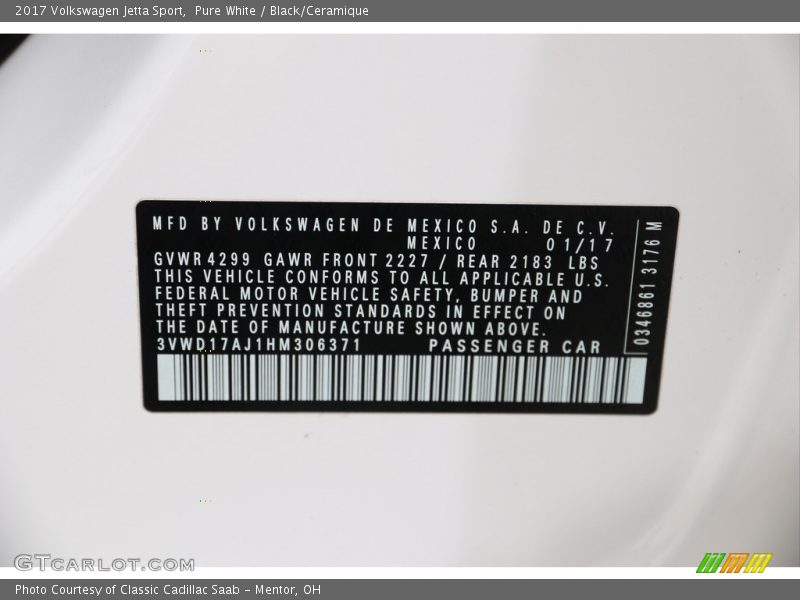 2017 Volkswagen Jetta Sport,  Pure White / Black/Ceramique
MFD BY VOLKSWAGEN DE MEXICO S.A. DE C.V.
MEXICO 01/17
GVWR 4299 GAWR FRONT 2227 / REAR 2183 LBS
THIS VEHICLE CONFORMS TO ALL APPLICABLE U.S.
FEDERAL MOTOR VEHICLE SAFETY, BUMPER AND
THEFT PREVENTION STANDARDS IN EFFECT ON
THE DATE OF MANUFACTURE SHOWN ABOVE.
3VWD17AJ1HM306371 PASSENGER CAR
0346861 3176 M
GTCARLOT.COM
Photo Courtesy of Classic Cadillac Saab - Mentor, OH